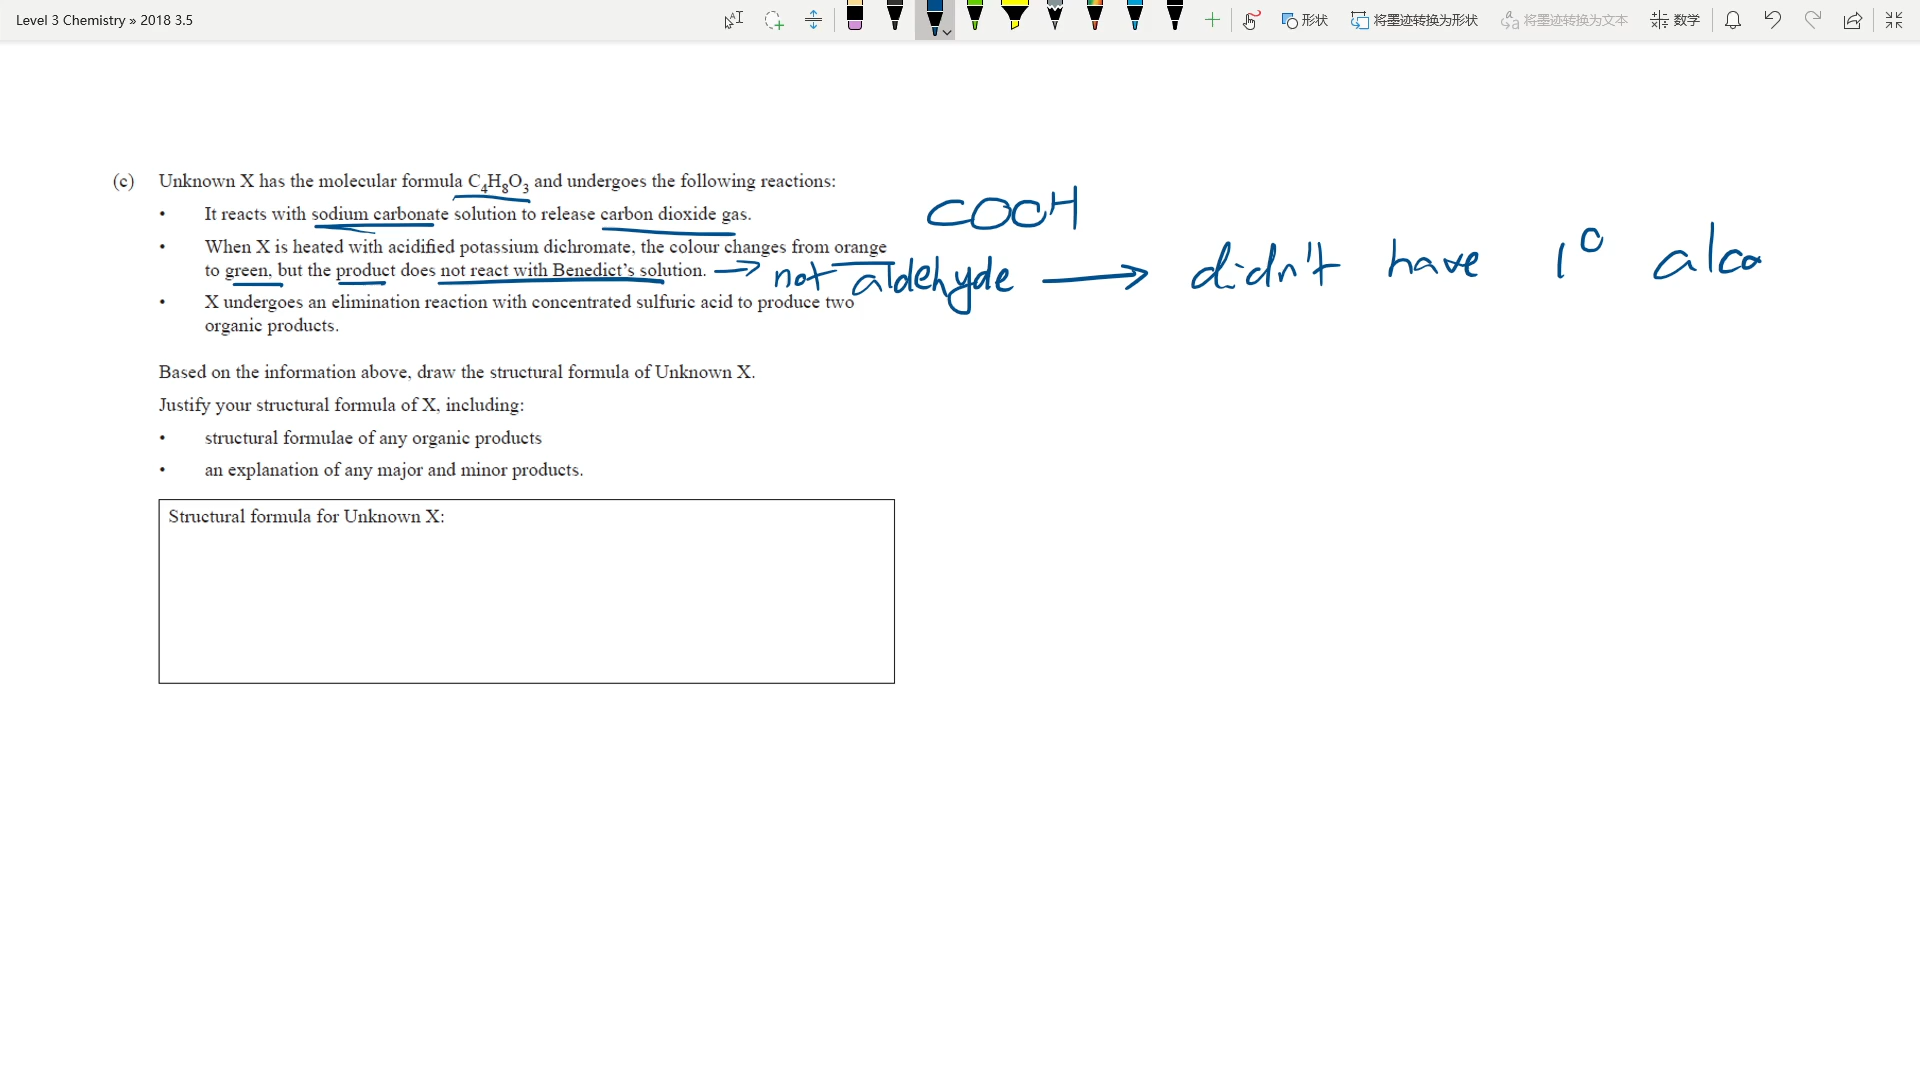 Level 3 Chemistry » 2018 3.5
形状 将墨迹转换为形状 将墨迹转换为文本 数学
(c) Unknown X has the molecular formula C₄H₈O₃ and undergoes the following reactions:
• It reacts with sodium carbonate solution to release carbon dioxide gas.
COOH
• When X is heated with acidified potassium dichromate, the colour changes from orange
to green, but the product does not react with Benedict’s solution. → not aldehyde → didn't have 1° alco
• X undergoes an elimination reaction with concentrated sulfuric acid to produce two
organic products.
Based on the information above, draw the structural formula of Unknown X.
Justify your structural formula of X, including:
• structural formulae of any organic products
• an explanation of any major and minor products.
Structural formula for Unknown X: